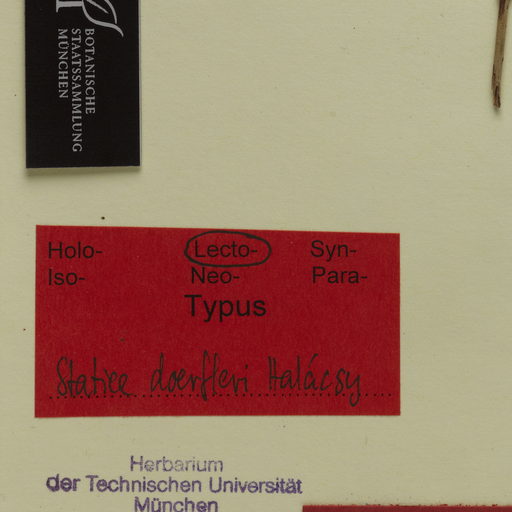 BOTANISCHE
STAATSSAMMLUNG
MÜNCHEN
Holo- Lecto- Syn-
Iso- Neo- Para-
Typus
Statice doerfleri Halácsy
Herbarium
der Technischen Universität
München